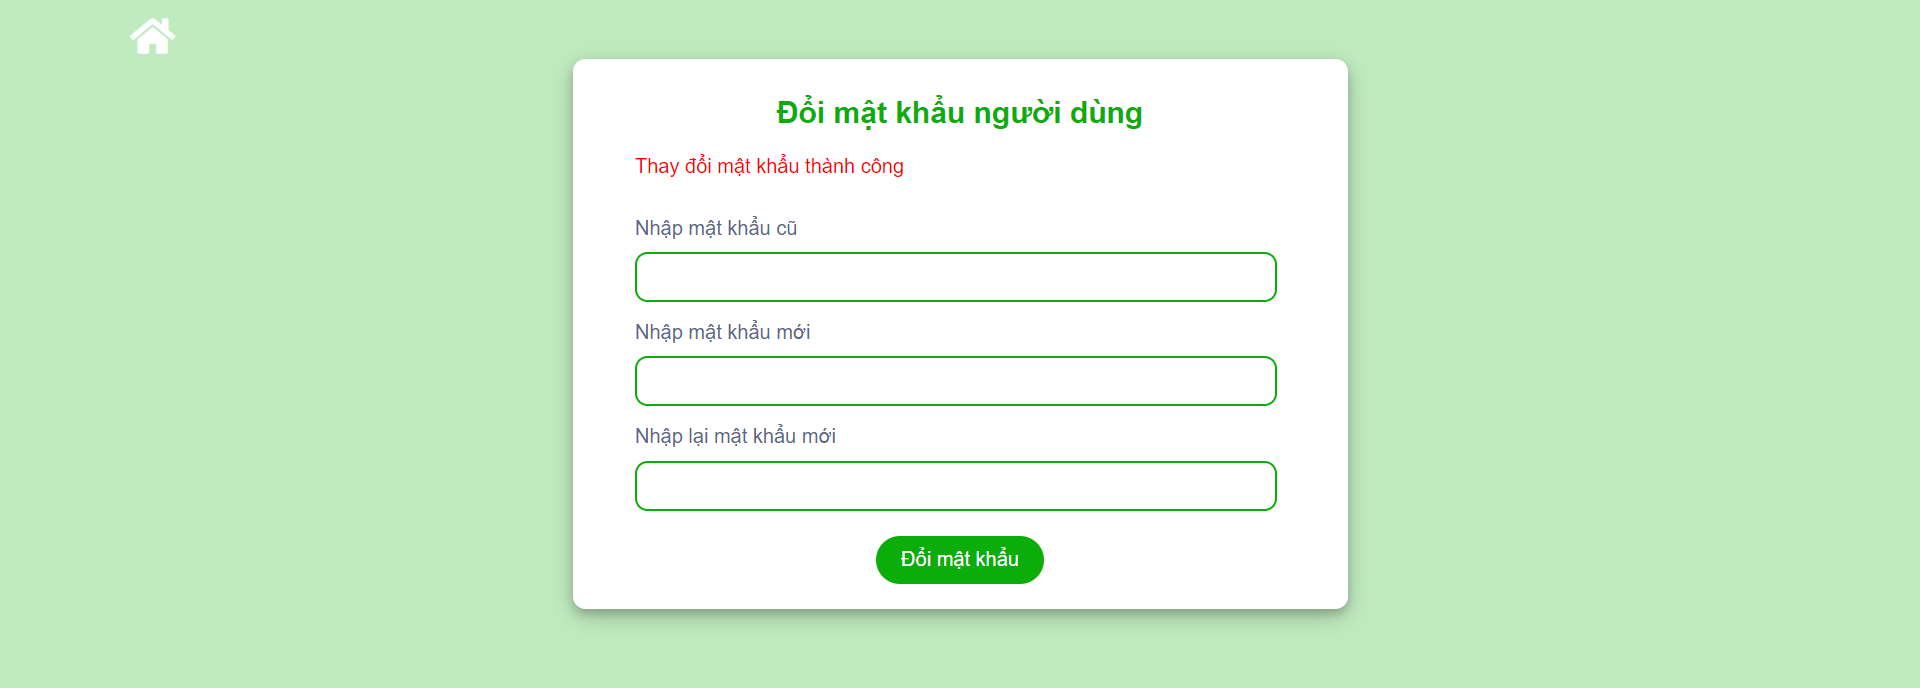 Đổi mật khẩu người dùng
Thay đổi mật khẩu thành công
Nhập mật khẩu cũ
Nhập mật khẩu mới
Nhập lại mật khẩu mới
Đổi mật khẩu